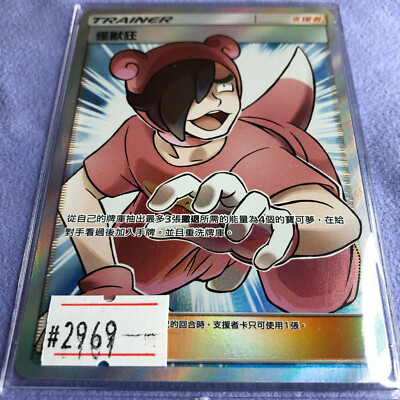 TRAINER
支援者
怪獸狂
從自己的牌庫抽出最多3張撤退所需的能量為4個的寶可夢,在給
對手看過後加入手牌。並且重洗牌庫。
的回合時,支援者卡只可使用1張。
#2969